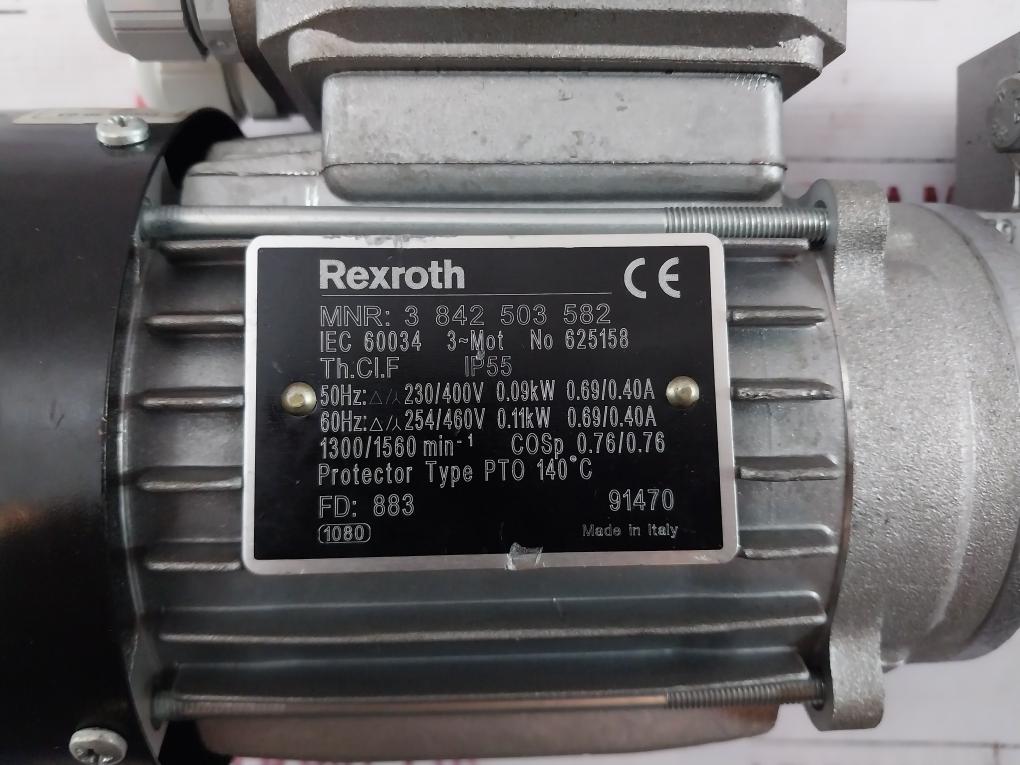 Rexroth CE
MNR: 3 842 503 582
IEC 60034 3~Mot No 625158
Th.Cl.F IP55
50Hz:△/⅄ 230/400V 0.09kW 0.69/0.40A
60Hz:△/⅄ 254/460V 0.11kW 0.69/0.40A
1300/1560 min⁻¹ COSp 0.76/0.76
Protector Type PTO 140°C
FD: 883 91470
1080 Made in Italy